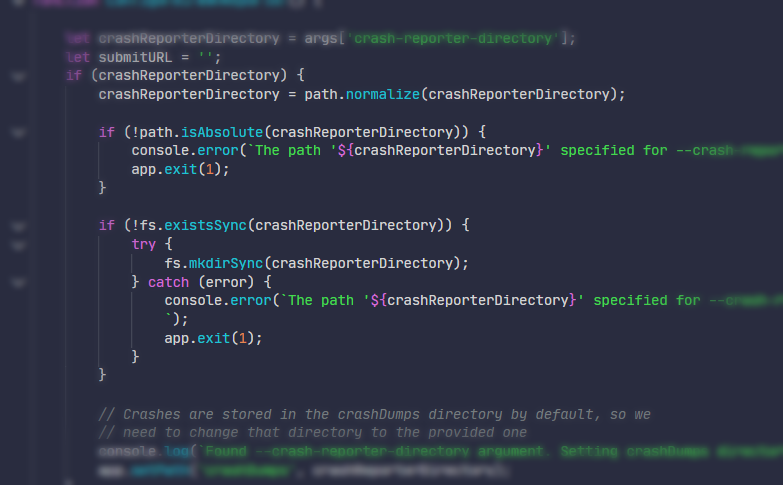 let crashReporterDirectory = args['crash-reporter-directory'];
let submitURL = '';
if (crashReporterDirectory) {
crashReporterDirectory = path.normalize(crashReporterDirectory);
if (!path.isAbsolute(crashReporterDirectory)) {
console.error(`The path '${crashReporterDirectory}' specified for --crash-
app.exit(1);
}
if (!fs.existsSync(crashReporterDirectory)) {
try {
fs.mkdirSync(crashReporterDirectory);
} catch (error) {
console.error(`The path '${crashReporterDirectory}' specified for --crash-
`);
app.exit(1);
}
}
// Crashes are stored in the crashDumps directory by default, so we
// need to change that directory to the provided one
console.log(`Found --crash-reporter-directory argument. Setting crashDumps
app.setPath('crashDumps', crashReporterDirectory);